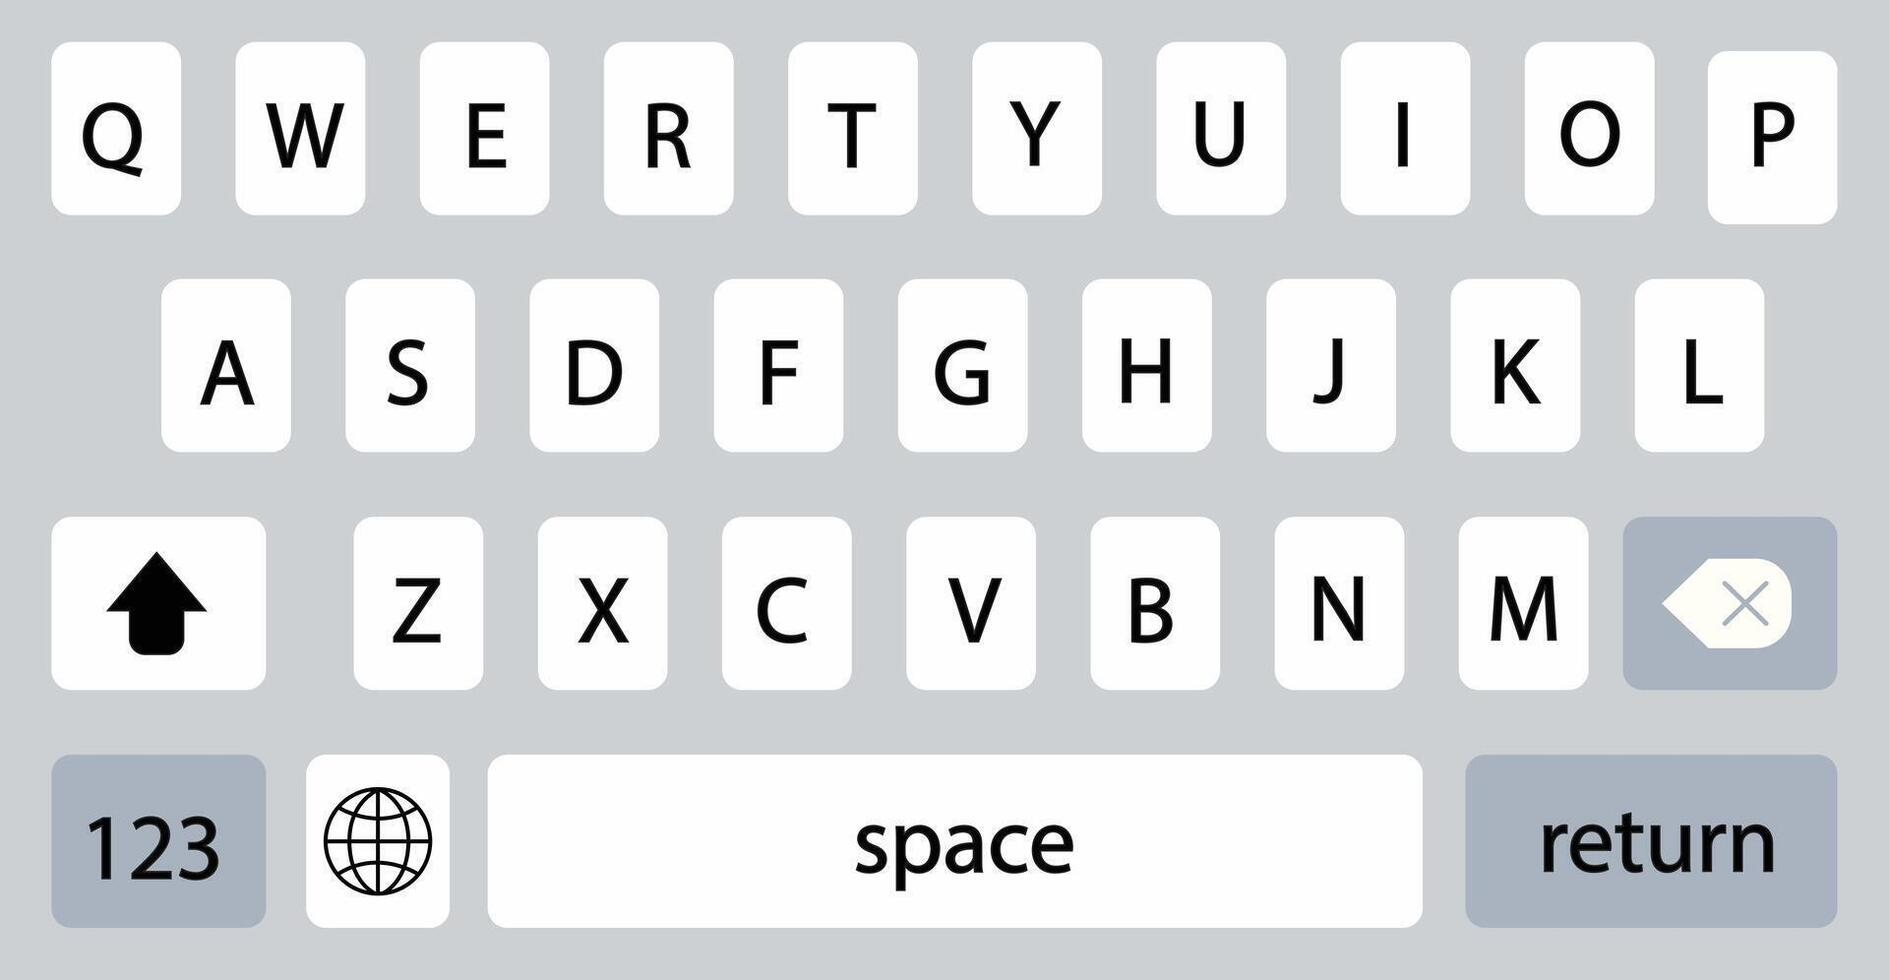 Q W E R T Y U I O P
A S D F G H J K L
Z X C V B N M
123 space return